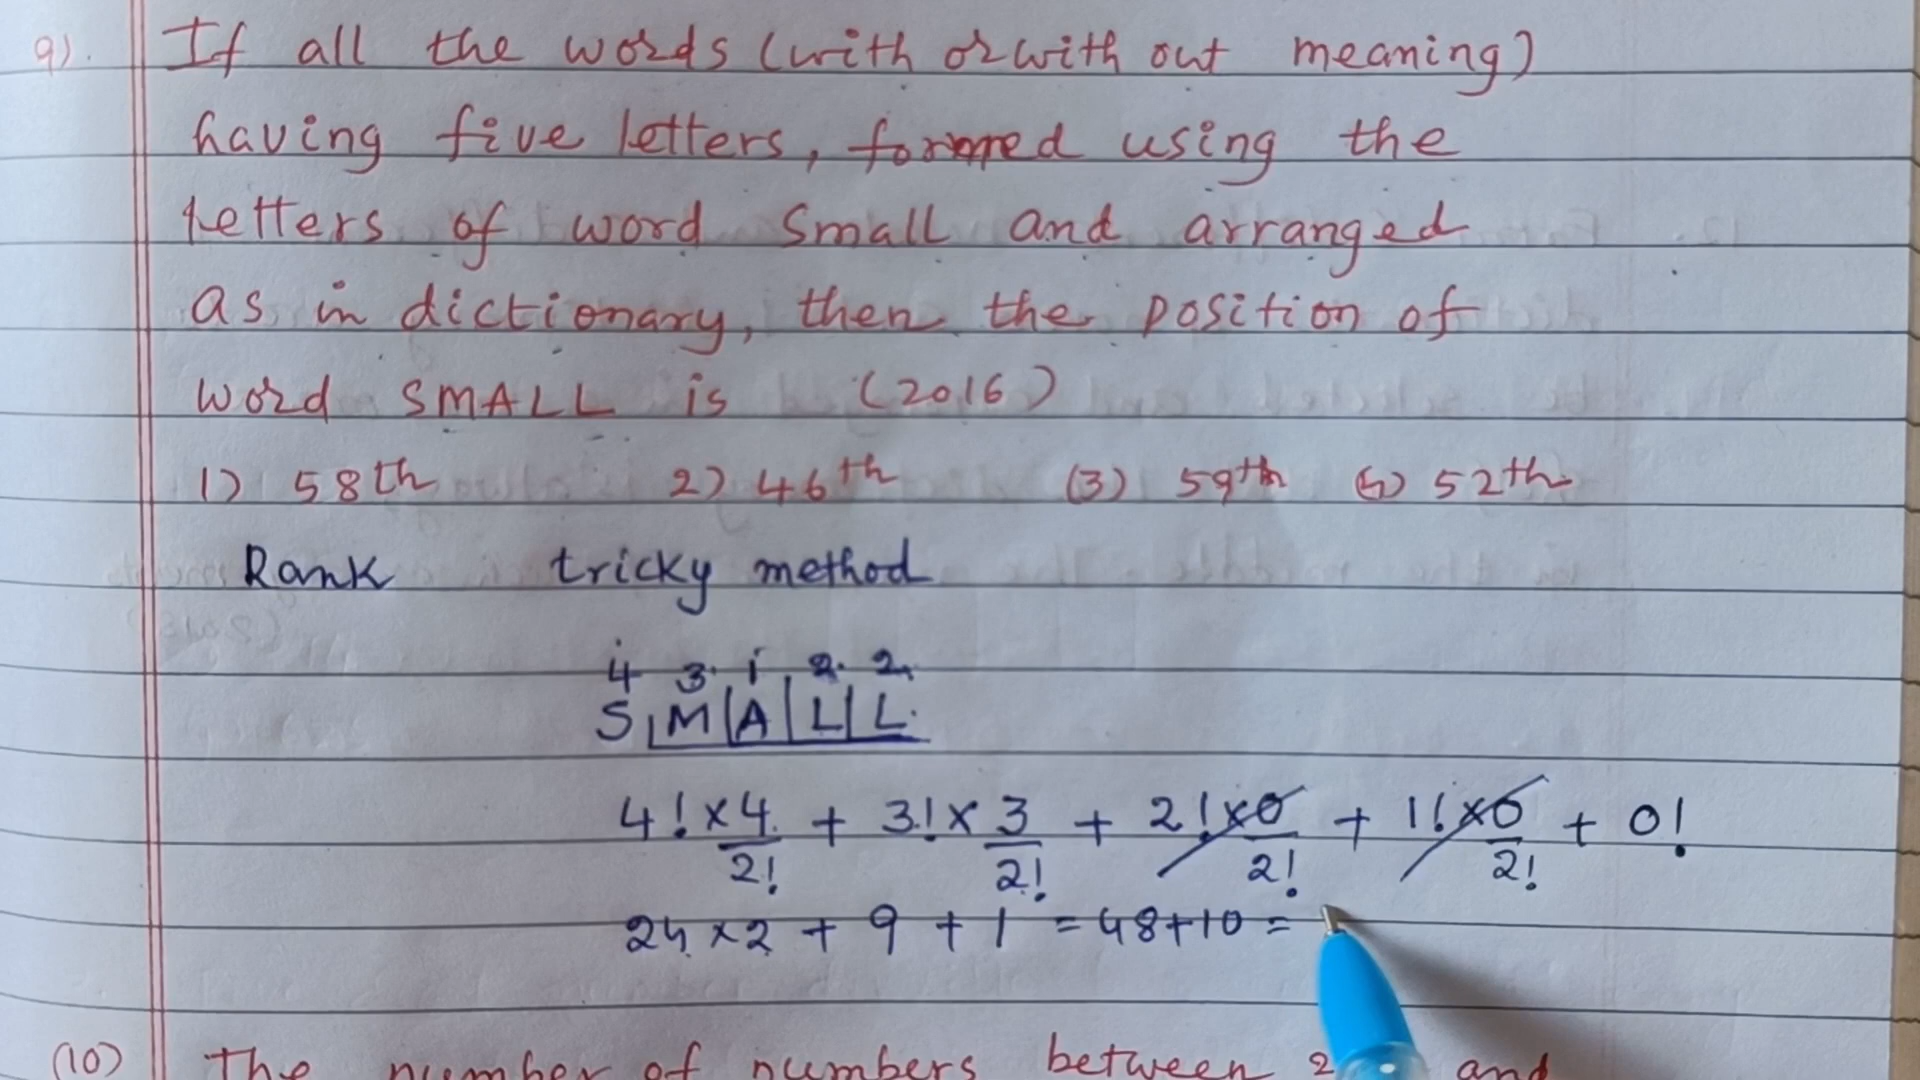 9). If all the words (with or with out meaning)
having five letters, formed using the
letters of word Small and arranged
as in dictionary, then the position of
word SMALL is (2016)
1) 58th 2) 46th (3) 59th (4) 52th
Rank tricky method
4 3 1 2 2
S M A L L
4! × 4/2! + 3! × 3/2! + 2! × 0/2! + 1! × 0/2! + 0!
24 × 2 + 9 + 1 = 48 + 10 =
(10) The number of numbers between 2 and